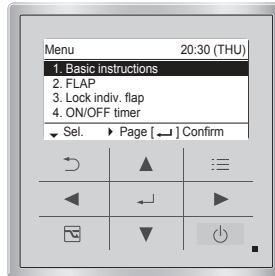 Menu 20:30 (THU)
1. Basic instructions
2. FLAP
3. Lock indiv. flap
4. ON/OFF timer
Sel. Page [ ] Confirm